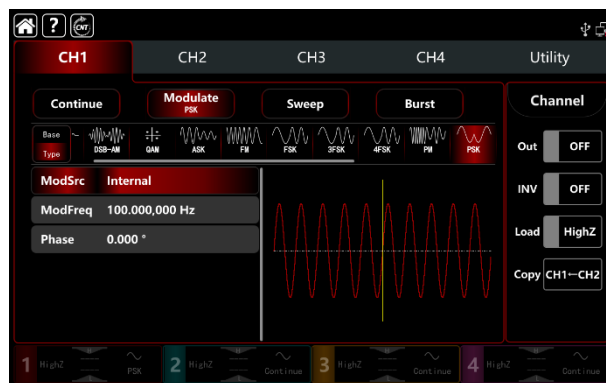 ? CNT
CH1 CH2 CH3 CH4 Utility
Continue Modulate PSK Sweep Burst Channel
Base Type DSB-AM QAM ASK FM FSK 3FSK 4FSK PM PSK
Out OFF
ModSrc Internal
INV OFF
ModFreq 100.000,000 Hz
Phase 0.000 °
Load HighZ
Copy CH1←CH2
1 HighZ PSK 2 HighZ Continue 3 HighZ Continue 4 HighZ Continue